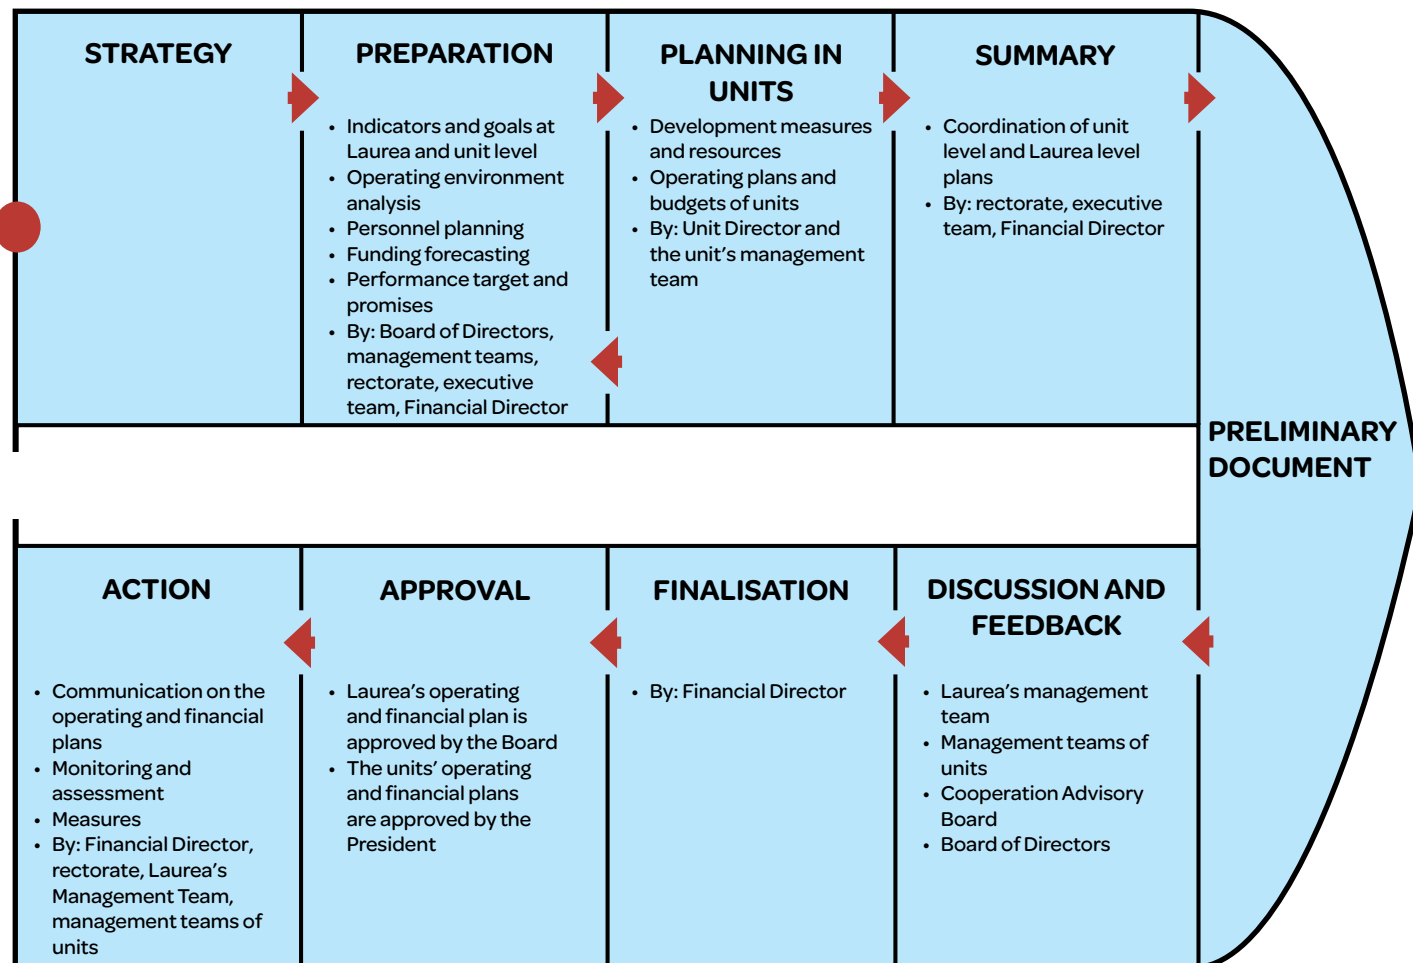 STRATEGY
PREPARATION
• Indicators and goals at
Laurea and unit level
• Operating environment
analysis
• Personnel planning
• Funding forecasting
• Performance target and
promises
• By: Board of Directors,
management teams,
rectorate, executive
team, Financial Director
PLANNING IN
UNITS
• Development measures
and resources
• Operating plans and
budgets of units
• By: Unit Director and
the unit's management
team
SUMMARY
• Coordination of unit
level and Laurea level
plans
• By: rectorate, executive
team, Financial Director
PRELIMINARY
DOCUMENT
DISCUSSION AND
FEEDBACK
• Laurea's management
team
• Management teams of
units
• Cooperation Advisory
Board
• Board of Directors
FINALISATION
• By: Financial Director
APPROVAL
• Laurea's operating
and financial plan is
approved by the Board
• The units' operating
and financial plans
are approved by the
President
ACTION
• Communication on the
operating and financial
plans
• Monitoring and
assessment
• Measures
• By: Financial Director,
rectorate, Laurea's
Management Team,
management teams of
units